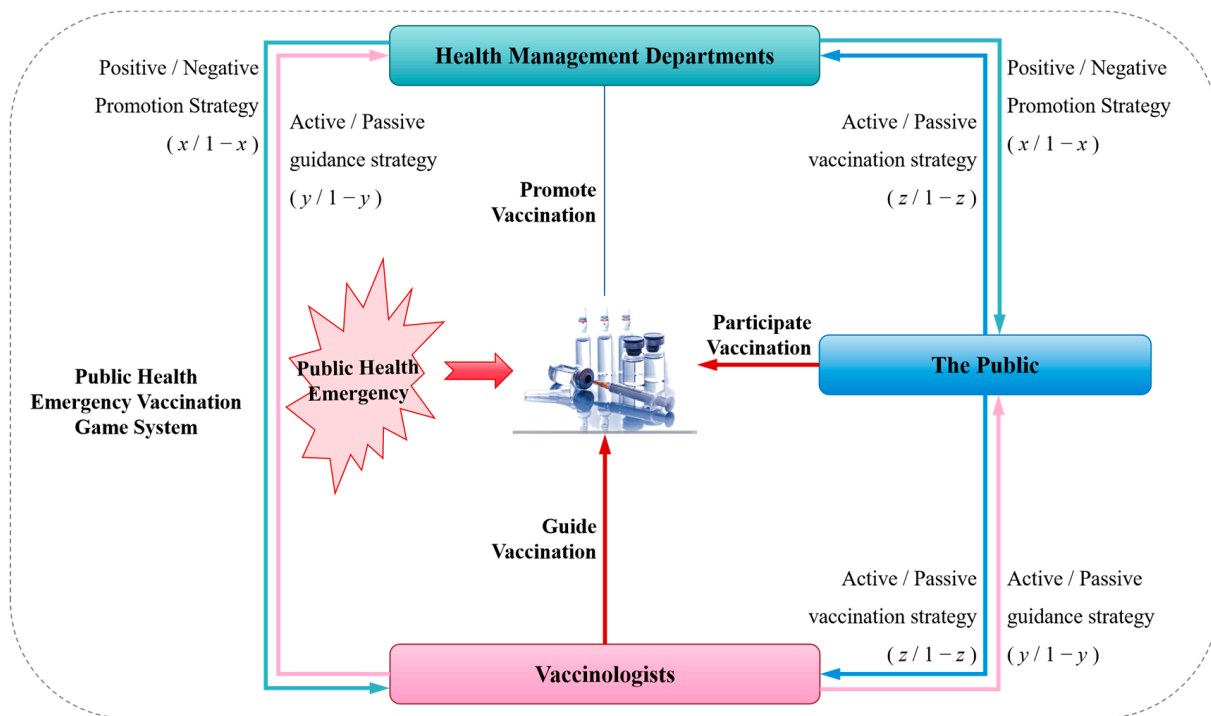 Health Management Departments
Positive / Negative
Promotion Strategy
( x / 1 − x )
Active / Passive
guidance strategy
( y / 1 − y )
Active / Passive
vaccination strategy
( z / 1 − z )
Positive / Negative
Promotion Strategy
( x / 1 − x )
Promote
Vaccination
Public Health
Emergency Vaccination
Game System
Public Health
Emergency
Participate
Vaccination
The Public
Guide
Vaccination
Active / Passive
vaccination strategy
( z / 1 − z )
Active / Passive
guidance strategy
( y / 1 − y )
Vaccinologists